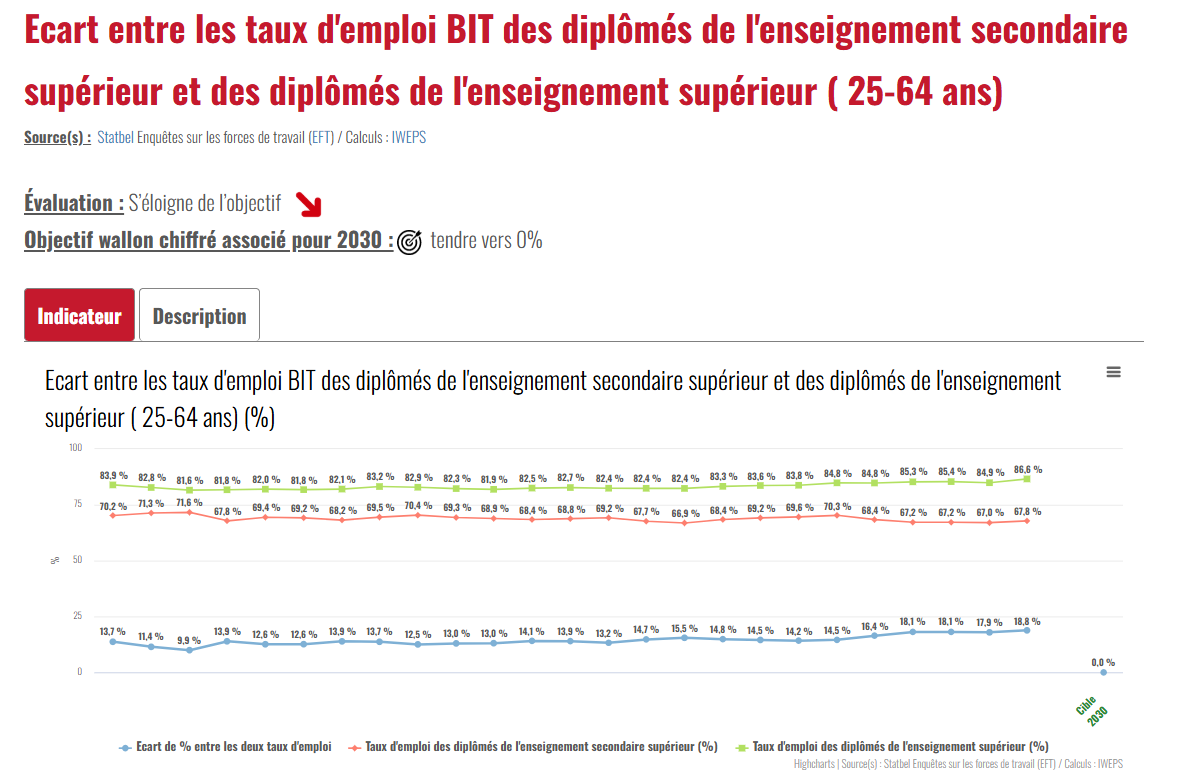 Ecart entre les taux d'emploi BIT des diplômés de l'enseignement secondaire
supérieur et des diplômés de l'enseignement supérieur ( 25-64 ans)
Source(s) : Statbel Enquêtes sur les forces de travail (EFT) / Calculs : IWEPS
Évaluation : S'éloigne de l'objectif
Objectif wallon chiffré associé pour 2030 : tendre vers 0%
Indicateur Description
Ecart entre les taux d'emploi BIT des diplômés de l'enseignement secondaire supérieur et des diplômés de l'enseignement
supérieur ( 25-64 ans) (%)
100
83,9 % 82,8 % 81,6 % 81,8 % 82,0 % 81,8 % 82,1 % 83,2 % 82,9 % 82,3 % 81,9 % 82,5 % 82,7 % 82,4 % 82,4 % 82,4 % 83,3 % 83,6 % 83,8 % 84,8 % 84,8 % 85,3 % 85,4 % 84,9 % 86,6 %
75
70,2 % 71,3 % 71,6 % 67,8 % 69,4 % 69,2 % 68,2 % 69,5 % 70,4 % 69,3 % 68,9 % 68,4 % 68,8 % 69,2 % 67,7 % 66,9 % 68,4 % 69,2 % 69,6 % 70,3 % 68,4 % 67,2 % 67,2 % 67,0 % 67,8 %
%
50
25
13,7 % 11,4 % 9,9 % 13,9 % 12,6 % 12,6 % 13,9 % 13,7 % 12,5 % 13,0 % 13,0 % 14,1 % 13,9 % 13,2 % 14,7 % 15,5 % 14,8 % 14,5 % 14,2 % 14,5 % 16,4 % 18,1 % 18,1 % 17,9 % 18,8 %
0
0,0 %
Cible
2030
Ecart de % entre les deux taux d'emploi Taux d'emploi des diplômés de l'enseignement secondaire supérieur (%) Taux d'emploi des diplômés de l'enseignement supérieur (%)
Highcharts | Source(s) : Statbel Enquêtes sur les forces de travail (EFT) / Calculs : IWEPS